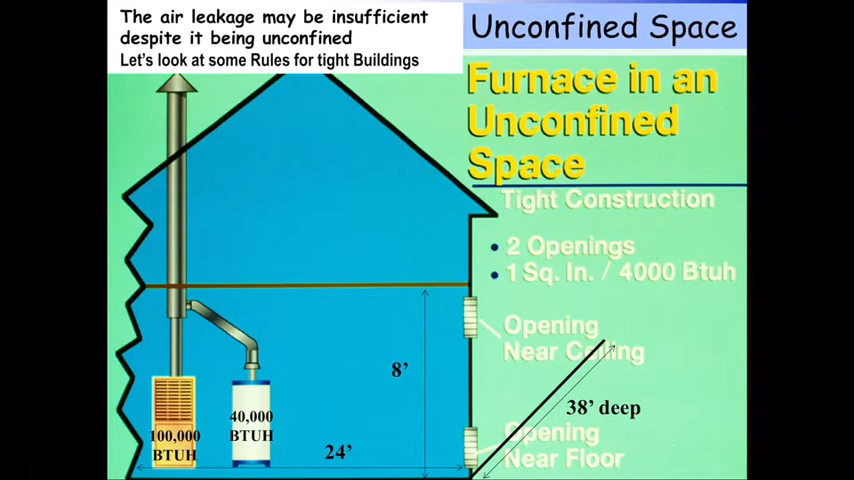 The air leakage may be insufficient
despite it being unconfined
Let's look at some Rules for tight Buildings
Unconfined Space
Furnace in an
Unconfined
Space
Tight Construction
• 2 Openings
• 1 Sq. In. / 4000 Btuh
Opening
Near Ceiling
8'
38' deep
40,000
BTUH
100,000
BTUH
24'
Opening
Near Floor